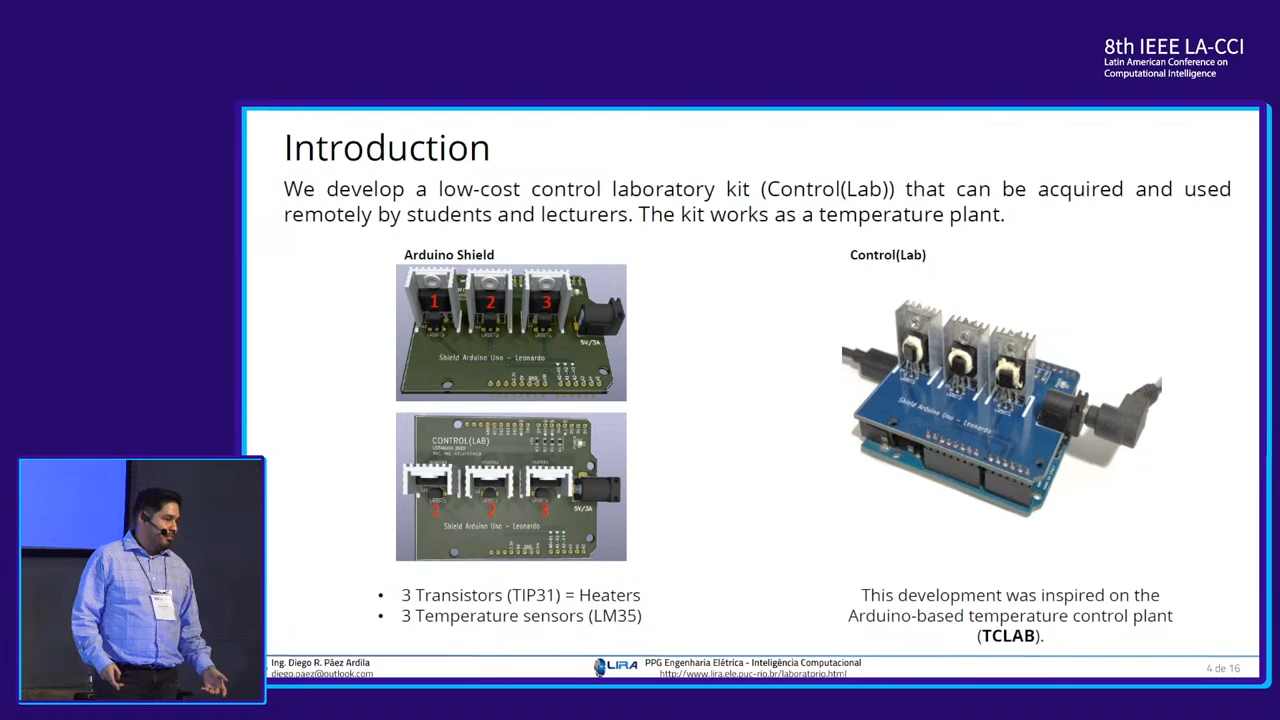 8th IEEE LA-CCI
Latin American Conference on
Computational Intelligence
Introduction
We develop a low-cost control laboratory kit (Control(Lab)) that can be acquired and used
remotely by students and lecturers. The kit works as a temperature plant.
Arduino Shield
1 2 3
5V/3A
Shield Arduino Uno - Leonardo
CONTROL(LAB)
1 2 3
5V/3A
Shield Arduino Uno - Leonardo
Control(Lab)
Shield Arduino Uno - Leonardo
• 3 Transistors (TIP31) = Heaters
• 3 Temperature sensors (LM35)
This development was inspired on the
Arduino-based temperature control plant
(TCLAB).
Ing. Diego R. Páez Ardila
diego.paez@outlook.com
LIRA
PPG Engenharia Elétrica - Inteligência Computacional
http://www.lira.ele.puc-rio.br/laboratorio.html
4 de 16